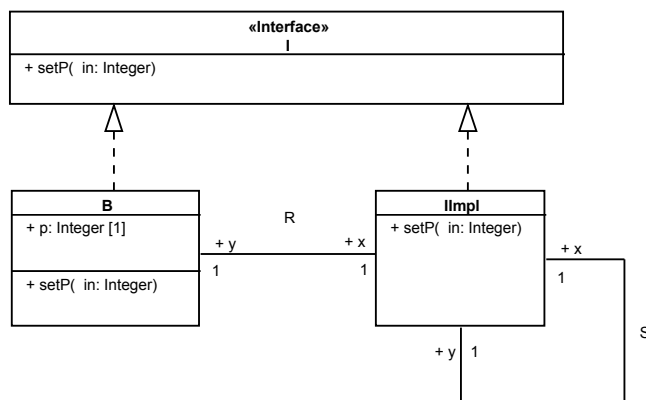 «Interface»
I
+ setP( in: Integer)
B
+ p: Integer [1]
+ setP( in: Integer)
R
+ y
1
+ x
1
IImpl
+ setP( in: Integer)
+ x
1
S
+ y
1